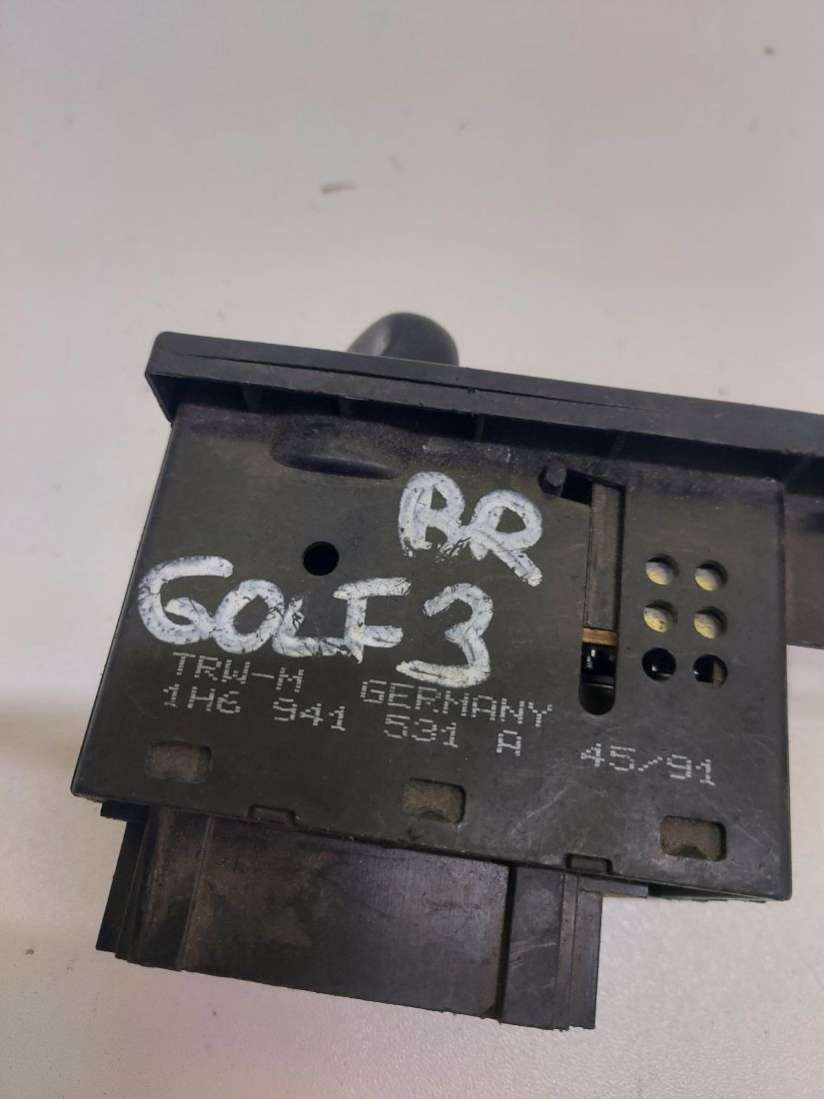 BR
GOLF 3
TRW-M GERMANY
1H6 941 531 A 45/91